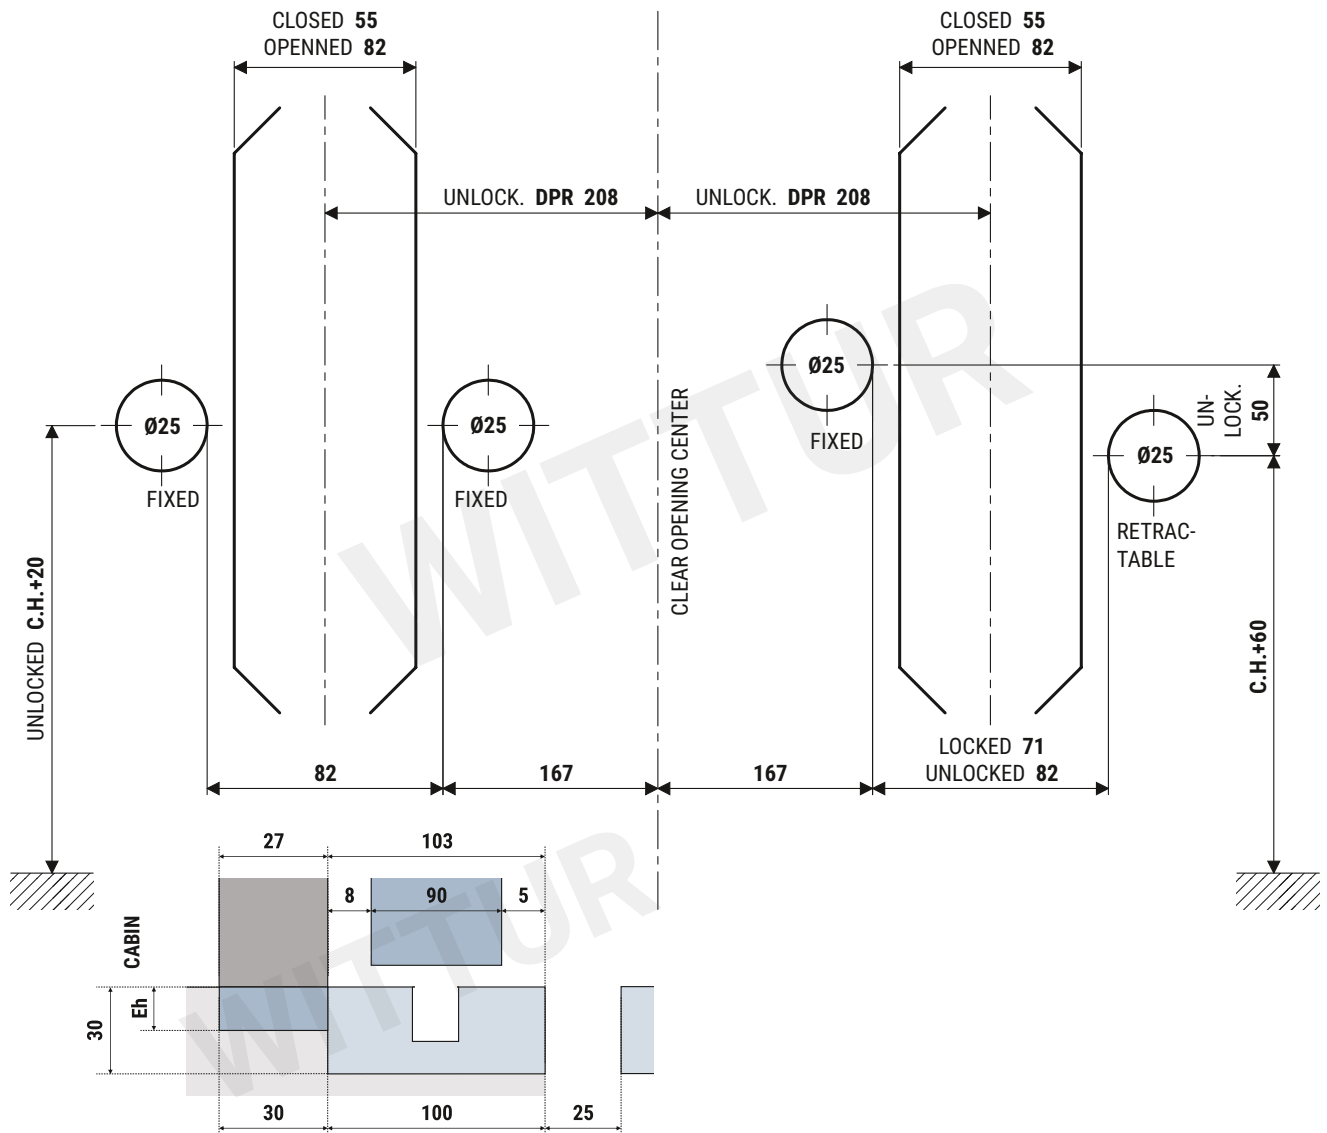 CLOSED 55
OPENNED 82
CLOSED 55
OPENNED 82
UNLOCK. DPR 208
UNLOCK. DPR 208
Ø25
FIXED
Ø25
FIXED
Ø25
FIXED
Ø25
RETRAC-
TABLE
UN-
LOCK.
50
CLEAR OPENING CENTER
UNLOCKED C.H.+20
C.H.+60
LOCKED 71
UNLOCKED 82
82
167
167
27
103
8
90
5
CABIN
Eh
30
30
100
25
WITTUR
WITTUR